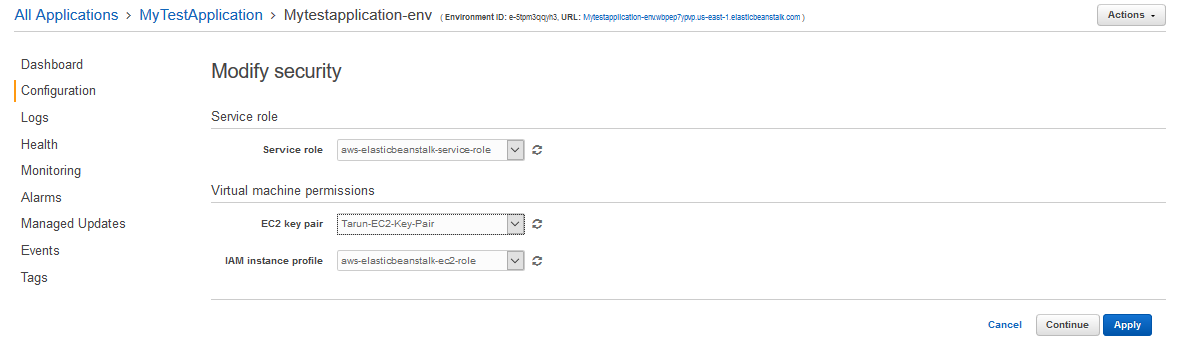 All Applications > MyTestApplication > Mytestapplication-env ( Environment ID: e-5tpm3qqyh3, URL: Mytestapplication-env.wbpep7ypvp.us-east-1.elasticbeanstalk.com )
Actions
Dashboard
Configuration
Logs
Health
Monitoring
Alarms
Managed Updates
Events
Tags
Modify security
Service role
Service role aws-elasticbeanstalk-service-role
Virtual machine permissions
EC2 key pair Tarun-EC2-Key-Pair
IAM instance profile aws-elasticbeanstalk-ec2-role
Cancel Continue Apply